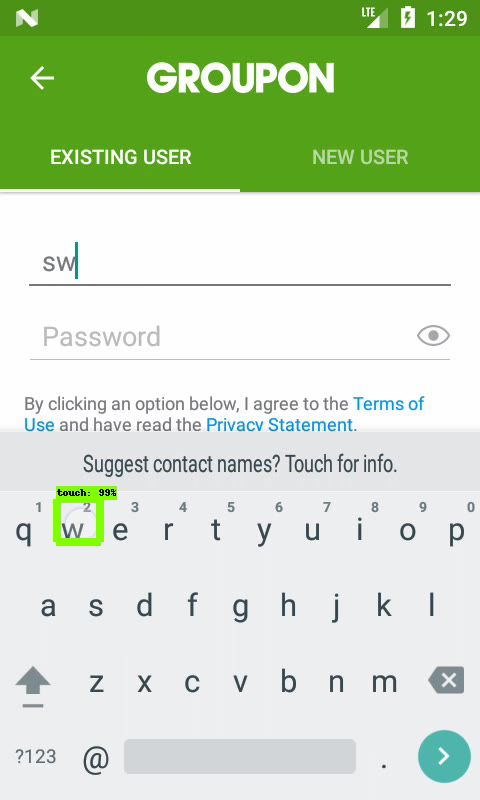 LTE 1:29
GROUPON
EXISTING USER NEW USER
sw
Password
By clicking an option below, I agree to the Terms of
Use and have read the Privacy Statement.
Suggest contact names? Touch for info.
touch: 99%
1 2 3 4 5 6 7 8 9 0
q w e r t y u i o p
a s d f g h j k l
z x c v b n m
?123 @ .